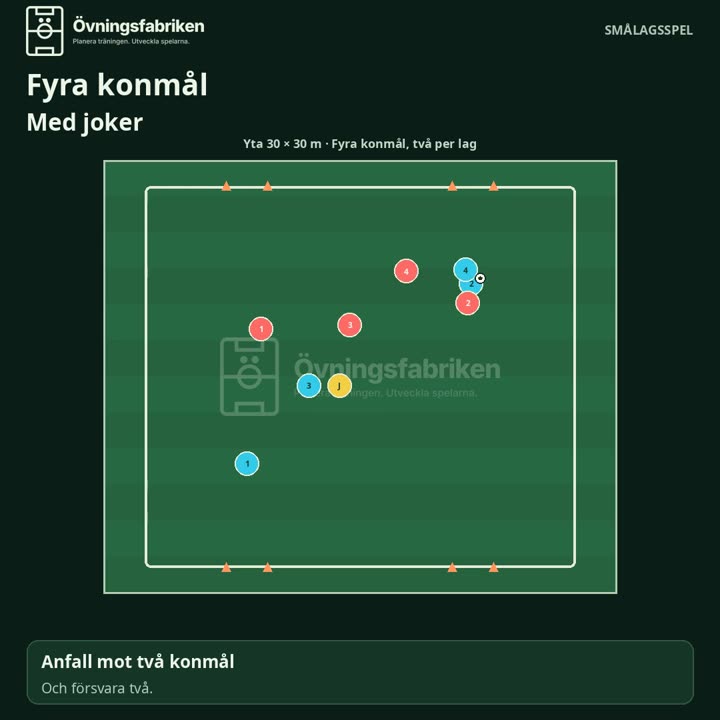 Övningsfabriken
Planera träningen. Utveckla spelarna.
SMÅLAGSSPEL
Fyra konmål
Med joker
Yta 30 × 30 m · Fyra konmål, två per lag
4
4
2
2
1
3
Övningsfabriken
3
J
Planera träningen. Utveckla spelarna.
1
Anfall mot två konmål
Och försvara två.